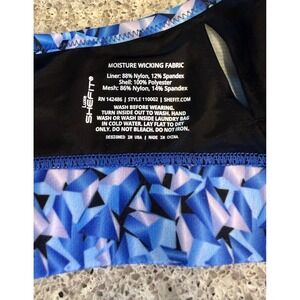 MOISTURE WICKING FABRIC
Liner: 88% Nylon, 12% Spandex
Pocket: 100% Polyester
Mesh: 86% Nylon, 14% Spandex
RN 142486 | STYLE 110002 | SHEFIT.COM
WASH BEFORE WEARING.
TURN INSIDE OUT TO WASH. HAND
WASH OR WASH INSIDE LAUNDRY BAG
IN COLD WATER. LAY FLAT TO DRY
ONLY. DO NOT BLEACH. DO NOT IRON.
DESIGNED IN USA | MADE IN CHINA
SHEFIT®